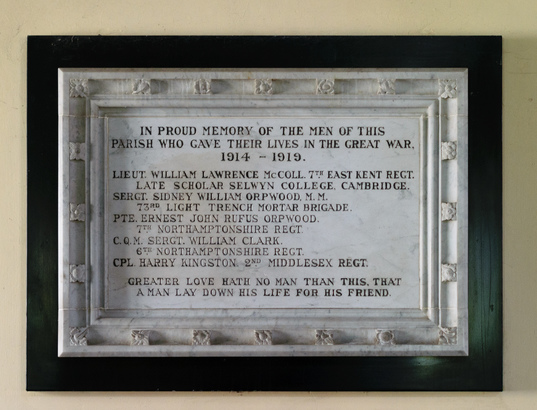 IN PROUD MEMORY OF THE MEN OF THIS
PARISH WHO GAVE THEIR LIVES IN THE GREAT WAR.
1914 - 1919.
LIEUT. WILLIAM LAWRENCE McCOLL. 7TH EAST KENT REGT.
LATE SCHOLAR SELWYN COLLEGE, CAMBRIDGE.
SERGT. SIDNEY WILLIAM ORPWOOD, M.M.
73RD LIGHT TRENCH MORTAR BRIGADE.
PTE. ERNEST JOHN RUFUS ORPWOOD.
7TH NORTHAMPTONSHIRE REGT.
C.Q.M. SERGT. WILLIAM CLARK.
6TH NORTHAMPTONSHIRE REGT.
CPL. HARRY KINGSTON. 2ND MIDDLESEX REGT.
GREATER LOVE HATH NO MAN THAN THIS, THAT
A MAN LAY DOWN HIS LIFE FOR HIS FRIEND.